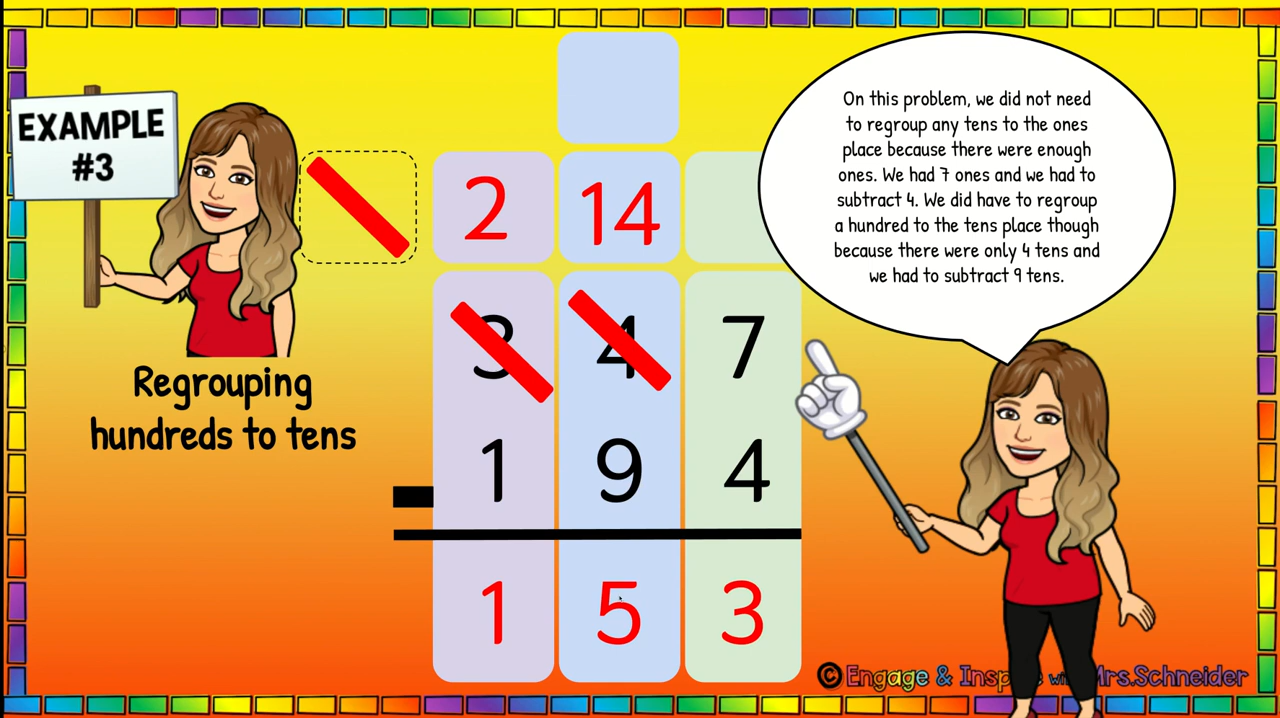 EXAMPLE
#3
Regrouping
hundreds to tens
2 14
3 4 7
1 9 4
-
1 5 3
On this problem, we did not need
to regroup any tens to the ones
place because there were enough
ones. We had 7 ones and we had to
subtract 4. We did have to regroup
a hundred to the tens place though
because there were only 4 tens and
we had to subtract 9 tens.
© Engage & Inspire with Mrs.Schneider